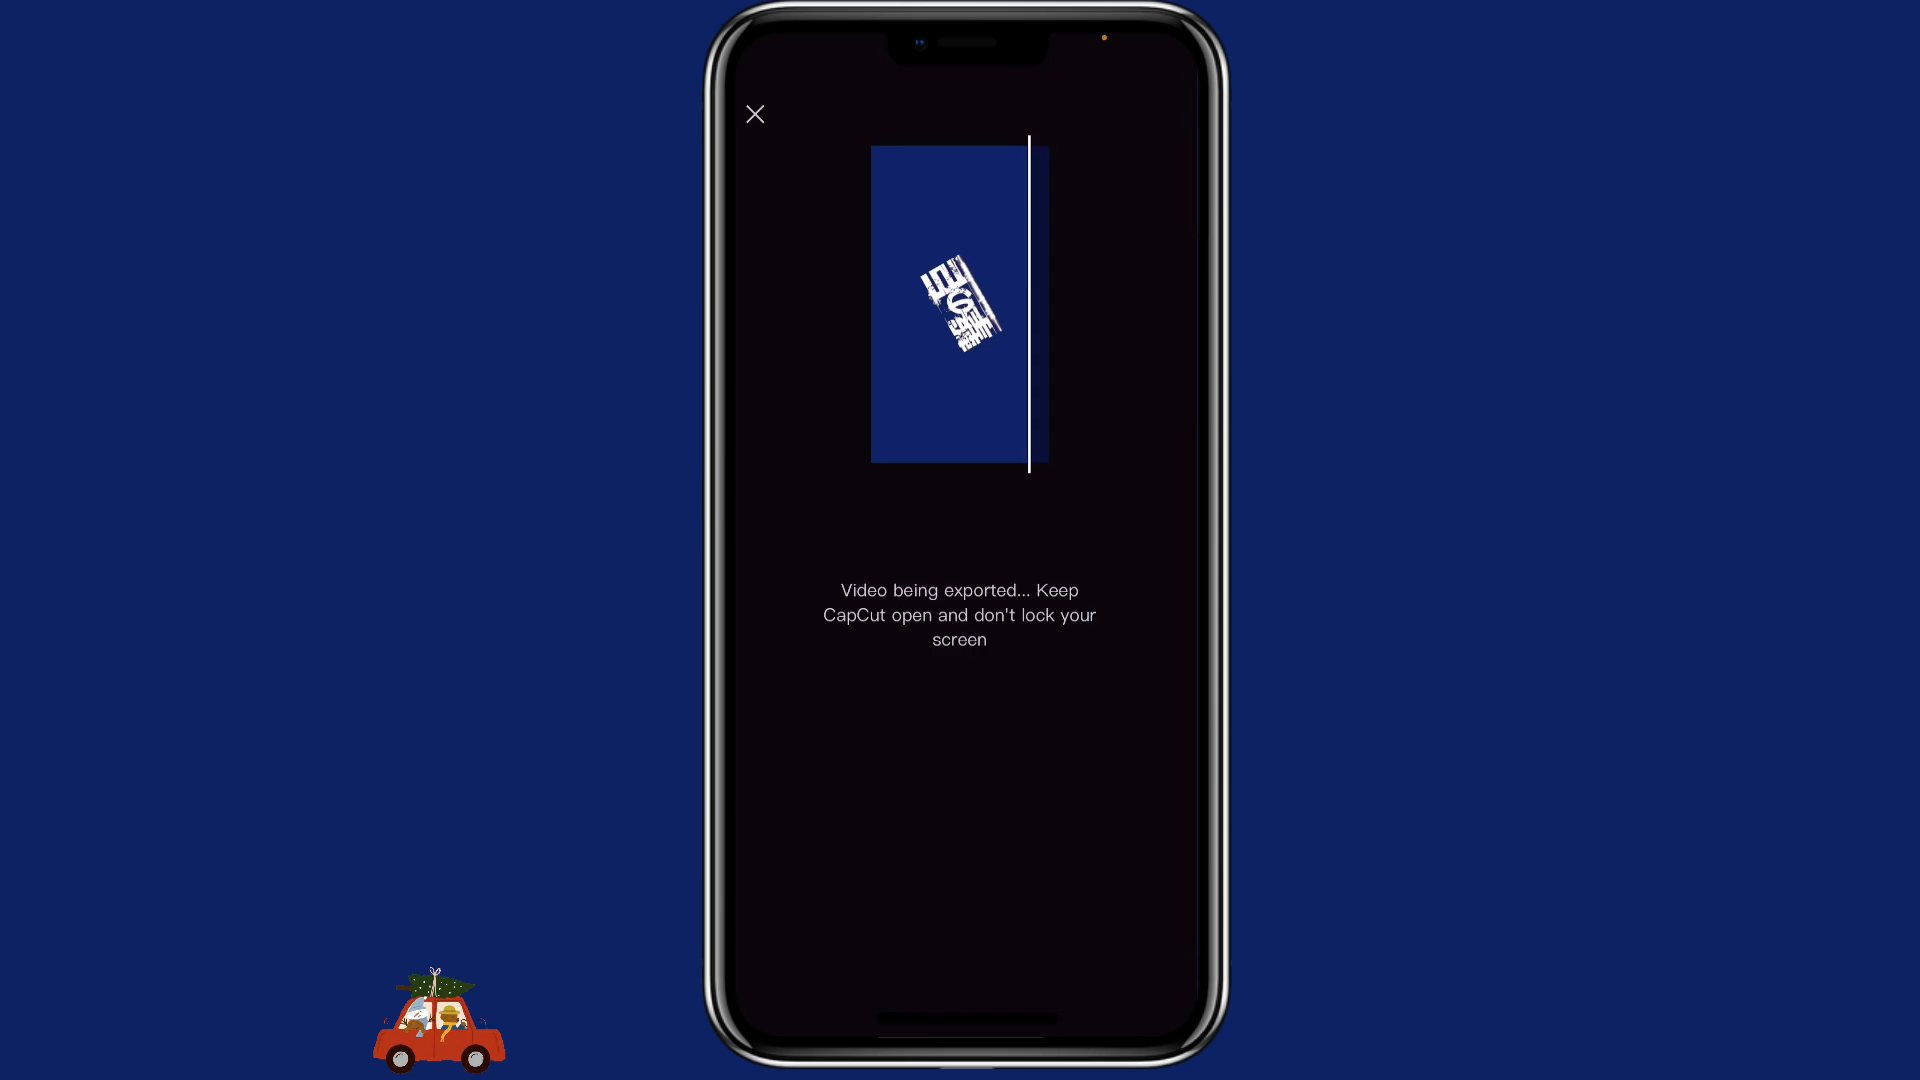 Video being exported... Keep
CapCut open and don't lock your
screen